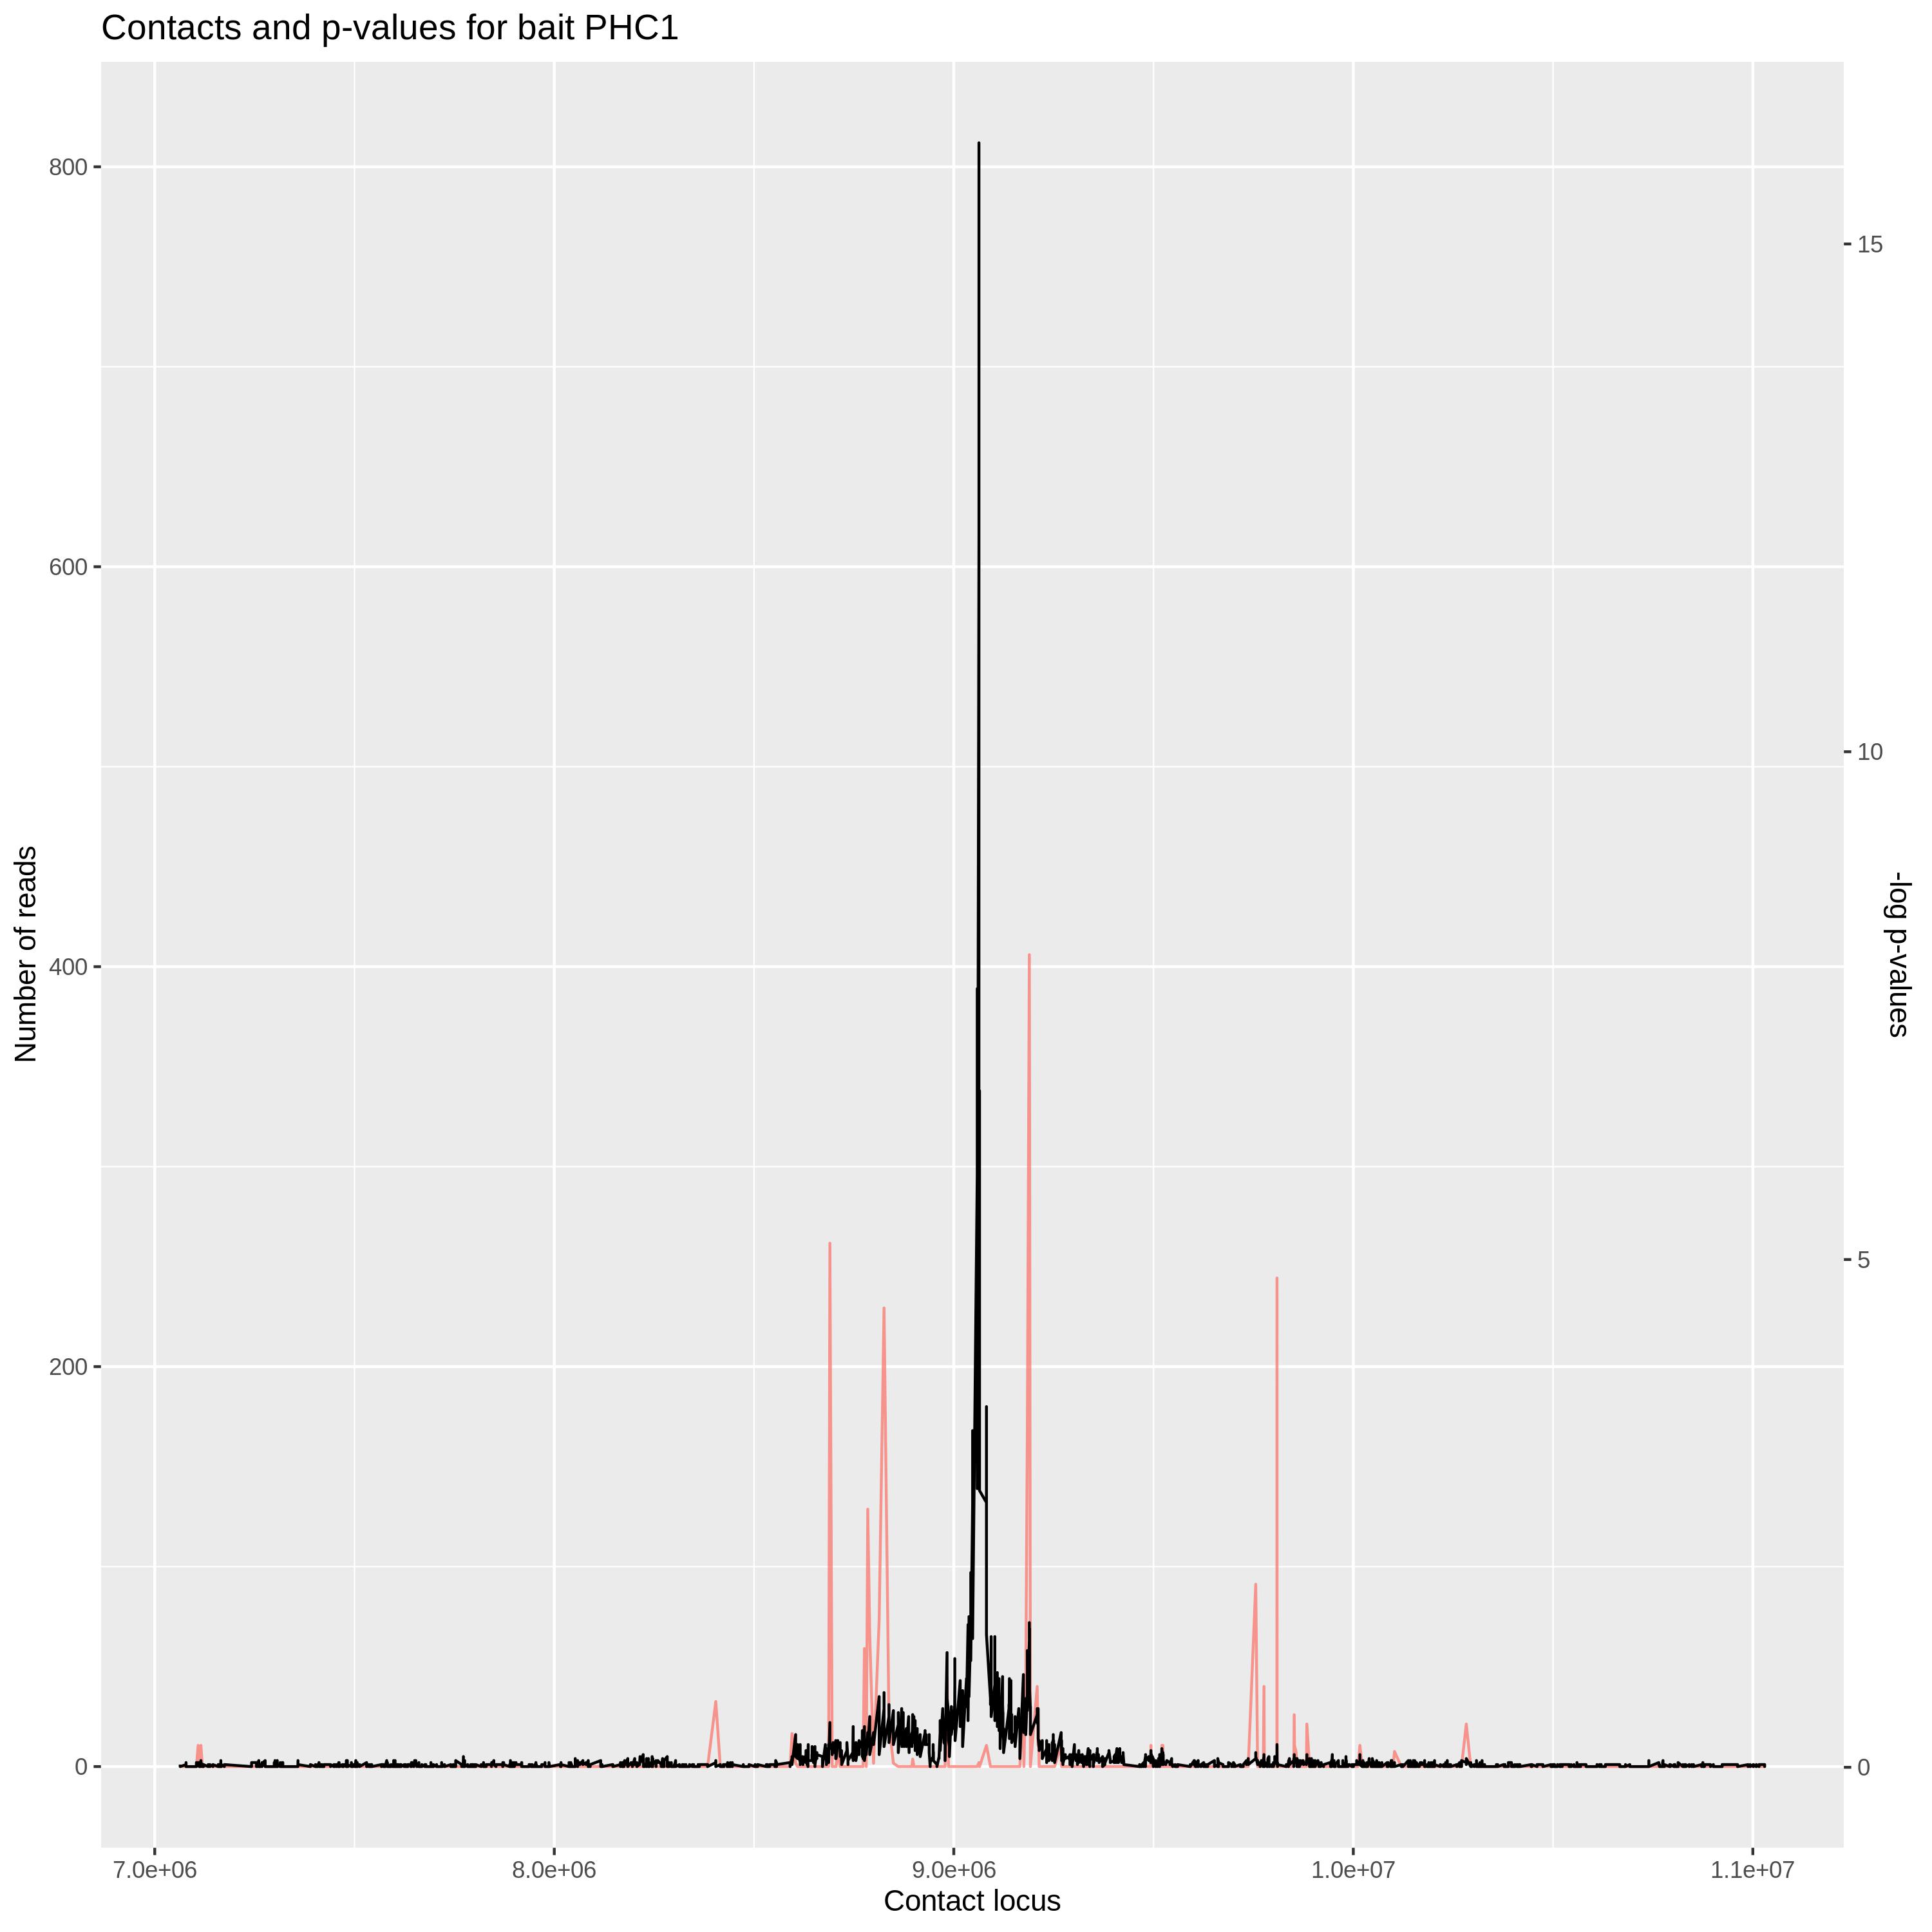 Contacts and p-values for bait PHC1
800
600
400
200
0
Number of reads
15
10
5
0
-log p-values
7.0e+06
8.0e+06
9.0e+06
1.0e+07
1.1e+07
Contact locus